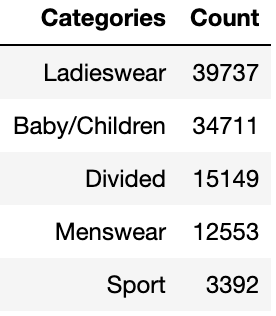 Categories Count
Ladieswear 39737
Baby/Children 34711
Divided 15149
Menswear 12553
Sport 3392